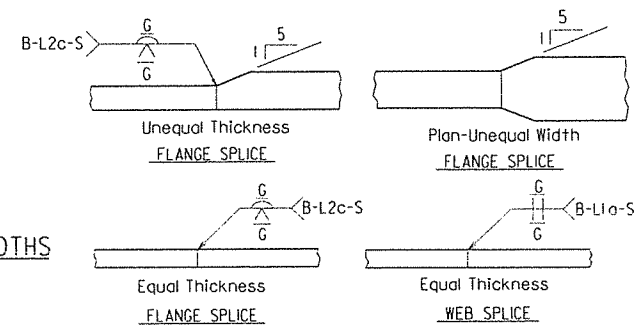 5
1
G
B-L2c-S
G
Unequal Thickness
FLANGE SPLICE
5
1
Plan-Unequal Width
FLANGE SPLICE
OTHS
G
B-L2c-S
G
Equal Thickness
FLANGE SPLICE
G
B-L1a-S
G
Equal Thickness
WEB SPLICE